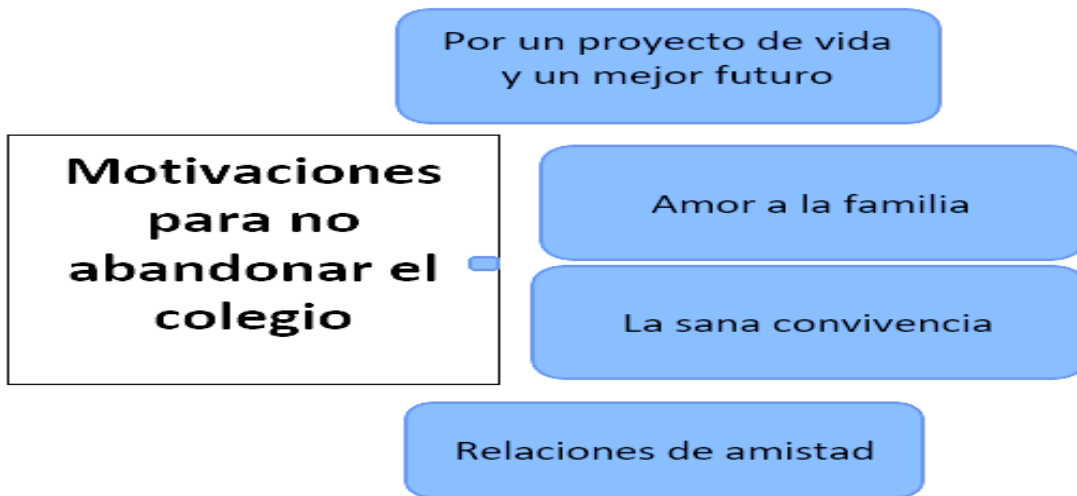 Por un proyecto de vida
y un mejor futuro
Motivaciones
para no
abandonar el
colegio
Amor a la familia
La sana convivencia
Relaciones de amistad